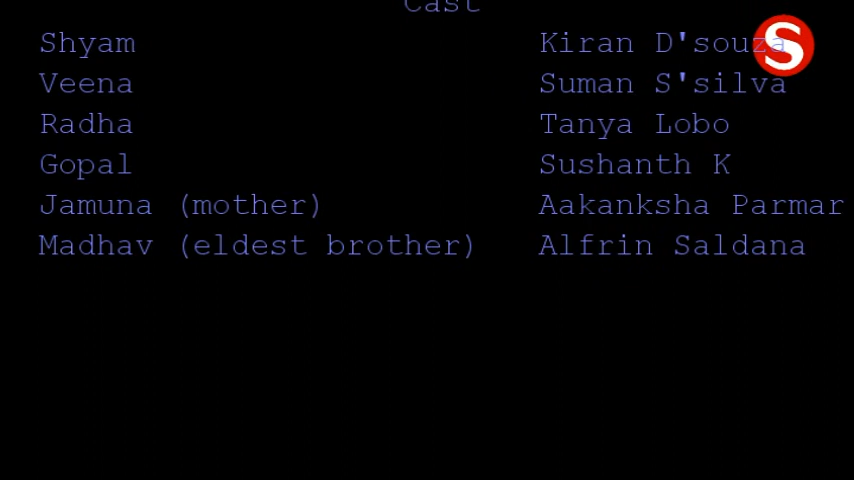 Cast
Shyam Kiran D'souza
Veena Suman S'silva
Radha Tanya Lobo
Gopal Sushanth K
Jamuna (mother) Aakanksha Parmar
Madhav (eldest brother) Alfrin Saldana
S